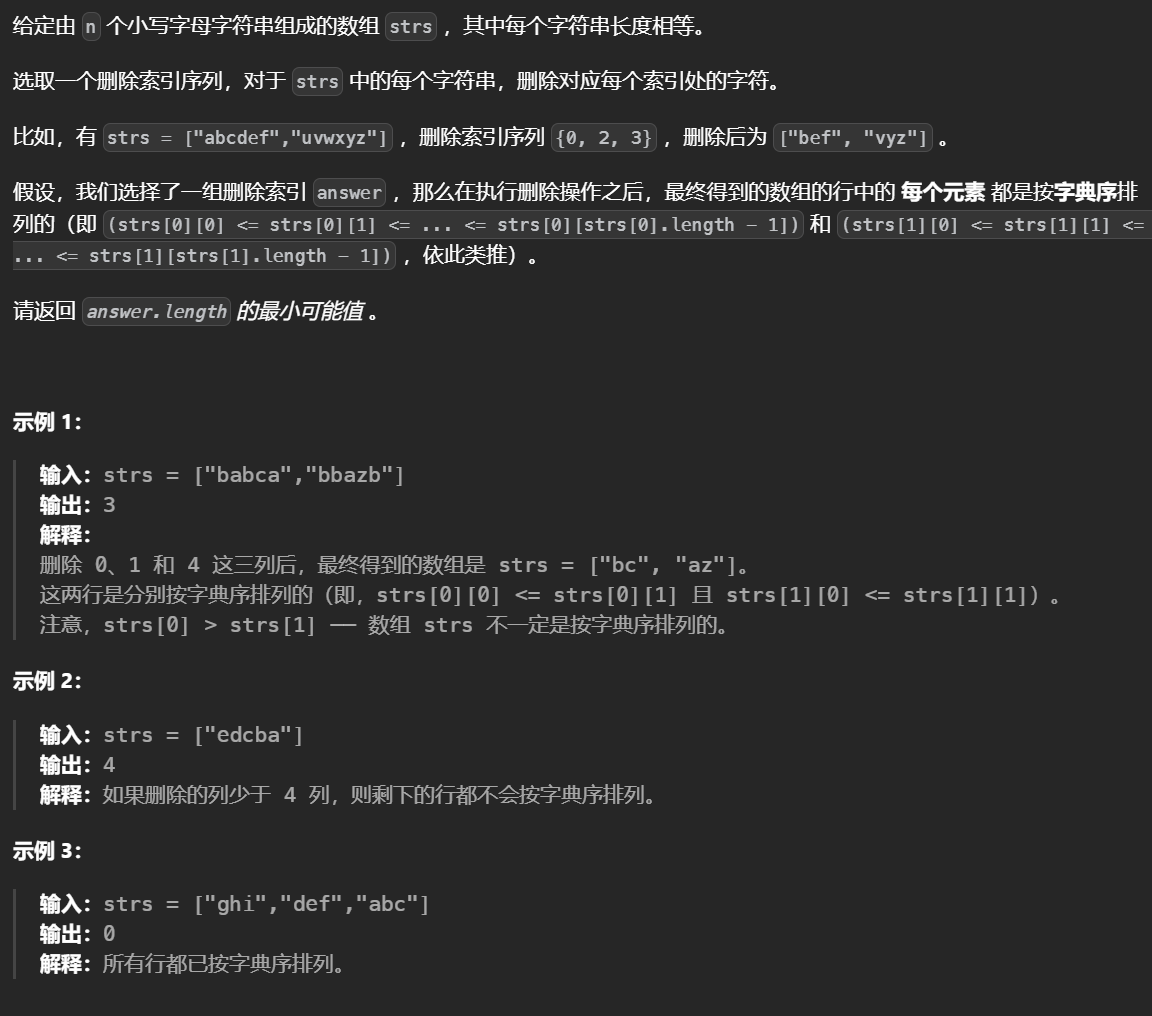 给定由 n 个小写字母字符串组成的数组 strs ，其中每个字符串长度相等。
选取一个删除索引序列，对于 strs 中的每个字符串，删除对应每个索引处的字符。
比如，有 strs = ["abcdef","uvwxyz"] ，删除索引序列 {0, 2, 3} ，删除后为 ["bef", "vyz"] 。
假设，我们选择了一组删除索引 answer ，那么在执行删除操作之后，最终得到的数组的行中的 每个元素 都是按字典序排
列的（即 (strs[0][0] <= strs[0][1] <= ... <= strs[0][strs[0].length - 1]) 和 (strs[1][0] <= strs[1][1] <=
... <= strs[1][strs[1].length - 1]) ，依此类推）。
请返回 answer.length 的最小可能值 。
示例 1：
输入：strs = ["babca","bbazb"]
输出：3
解释：
删除 0、1 和 4 这三列后，最终得到的数组是 strs = ["bc", "az"]。
这两行是分别按字典序排列的（即，strs[0][0] <= strs[0][1] 且 strs[1][0] <= strs[1][1]）。
注意，strs[0] > strs[1] —— 数组 strs 不一定是按字典序排列的。
示例 2：
输入：strs = ["edcba"]
输出：4
解释：如果删除的列少于 4 列，则剩下的行都不会按字典序排列。
示例 3：
输入：strs = ["ghi","def","abc"]
输出：0
解释：所有行都已按字典序排列。